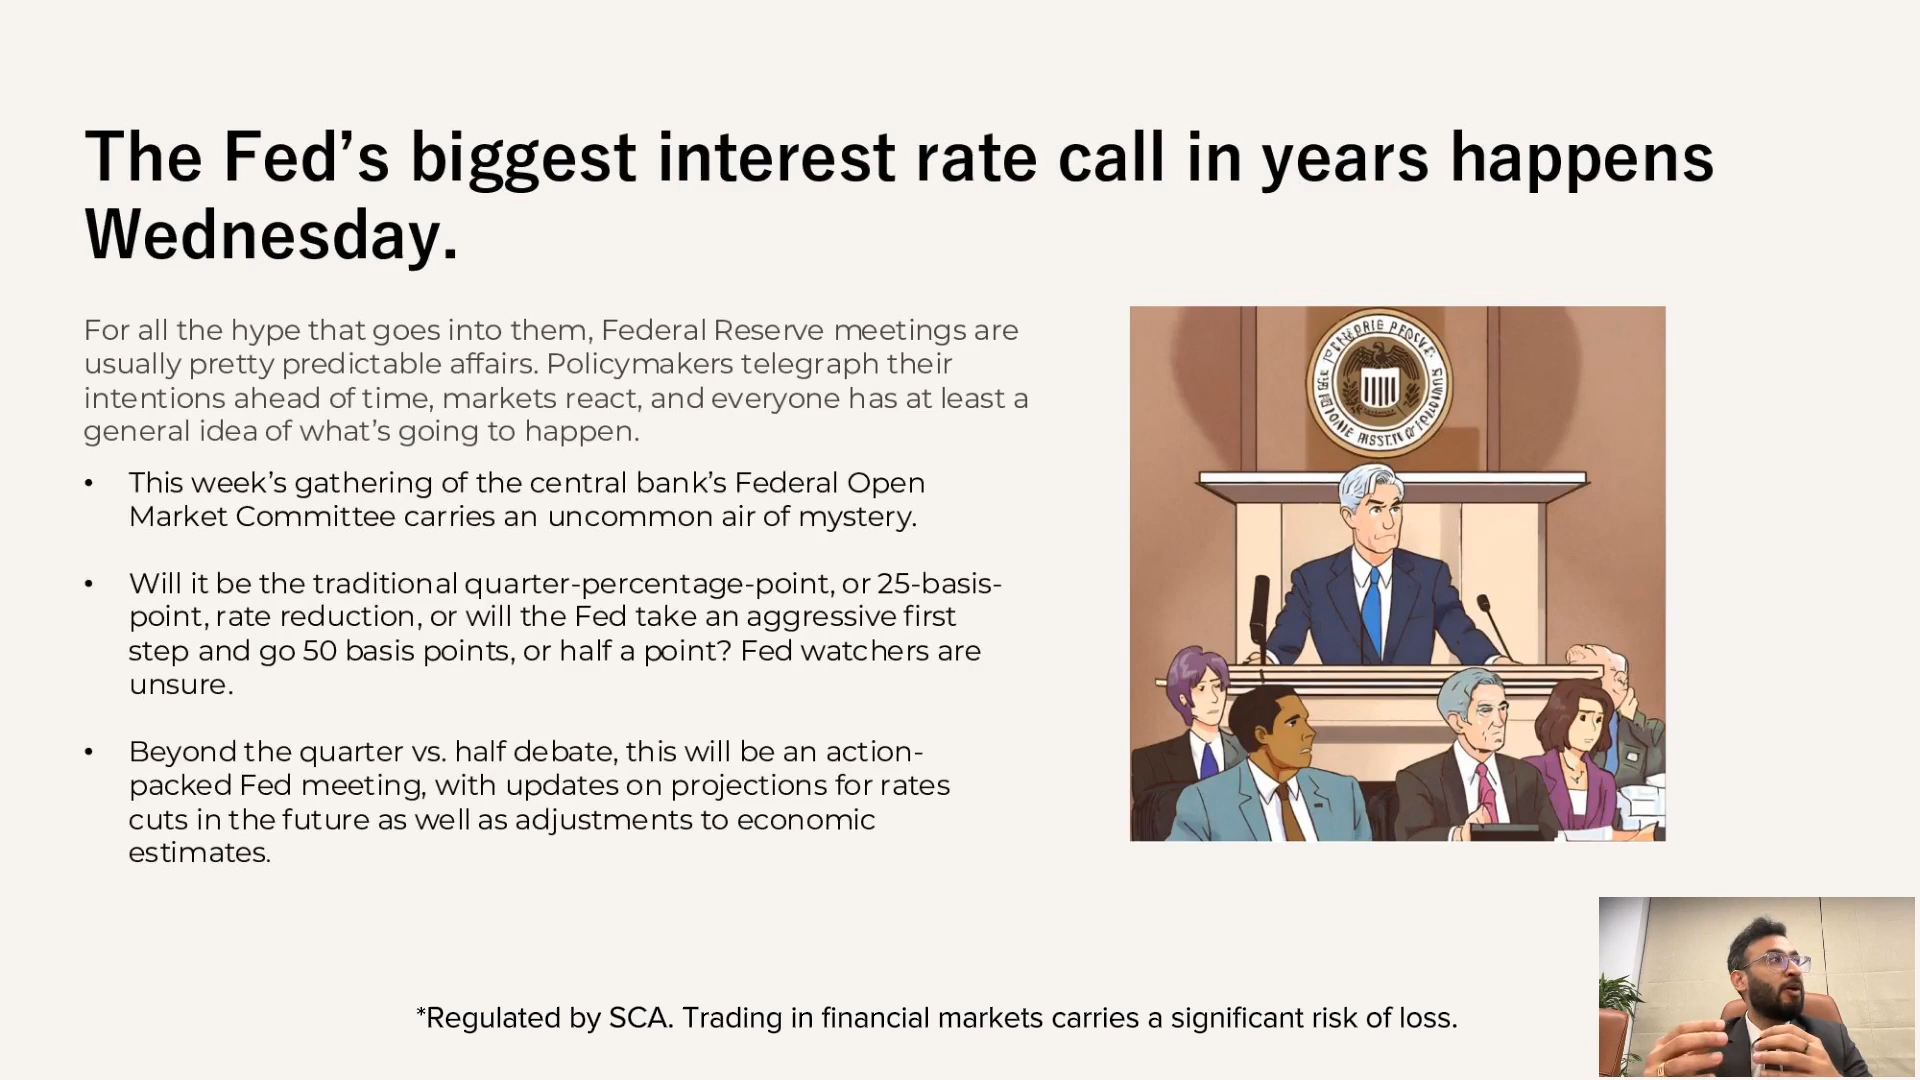 The Fed’s biggest interest rate call in years happens
Wednesday.
For all the hype that goes into them, Federal Reserve meetings are
usually pretty predictable affairs. Policymakers telegraph their
intentions ahead of time, markets react, and everyone has at least a
general idea of what’s going to happen.
• This week’s gathering of the central bank’s Federal Open
Market Committee carries an uncommon air of mystery.
• Will it be the traditional quarter-percentage-point, or 25-basis-
point, rate reduction, or will the Fed take an aggressive first
step and go 50 basis points, or half a point? Fed watchers are
unsure.
• Beyond the quarter vs. half debate, this will be an action-
packed Fed meeting, with updates on projections for rates
cuts in the future as well as adjustments to economic
estimates.
*Regulated by SCA. Trading in financial markets carries a significant risk of loss.